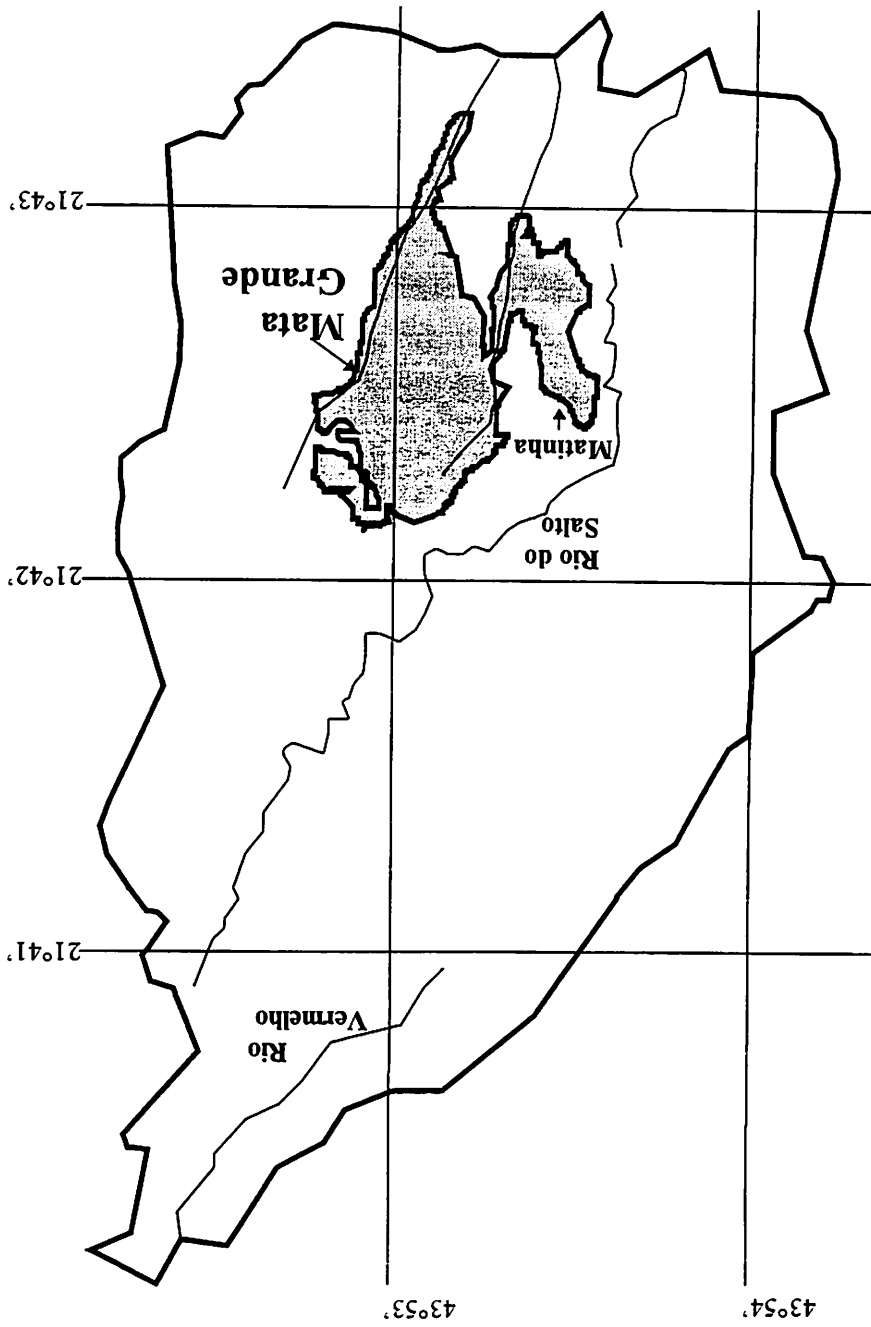 43°54'
43°53'
Rio
Vermelho
21°41'
21°42'
Rio do
Salto
Matinha
Mata
Grande
21°43'